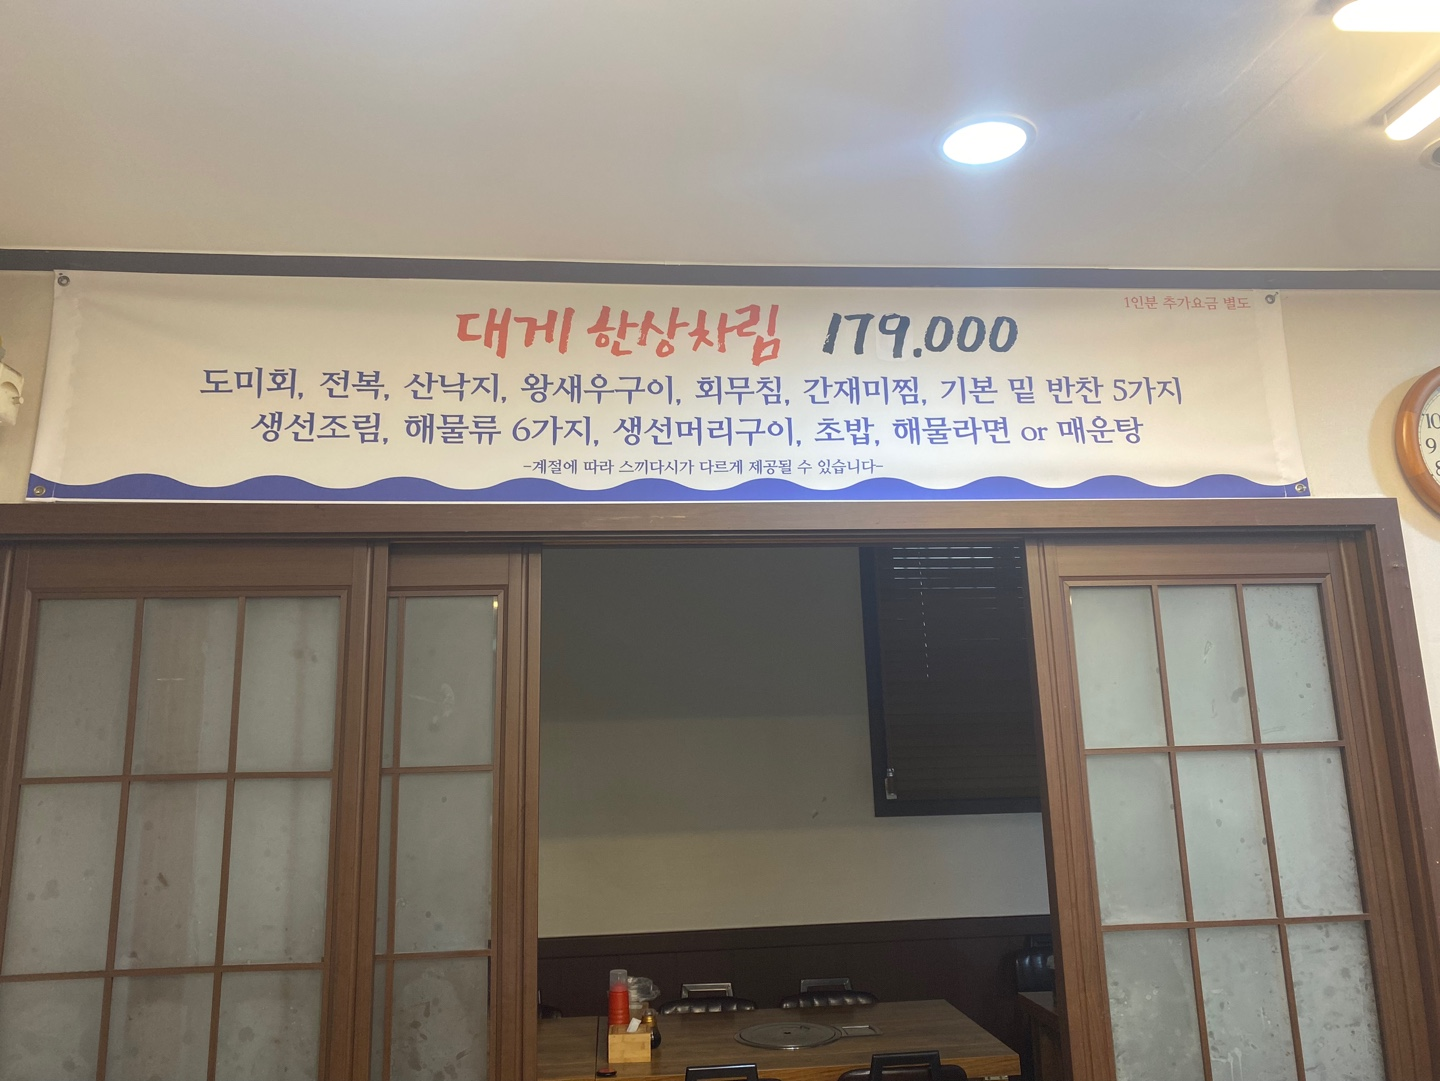 1인분 추가요금 별도
대게 한상차림 179.000
도미회, 전복, 산낙지, 왕새우구이, 회무침, 간재미찜, 기본 밑 반찬 5가지
생선조림, 해물류 6가지, 생선머리구이, 초밥, 해물라면 or 매운탕
-계절에 따라 스끼다시가 다르게 제공될 수 있습니다-
10
9
8